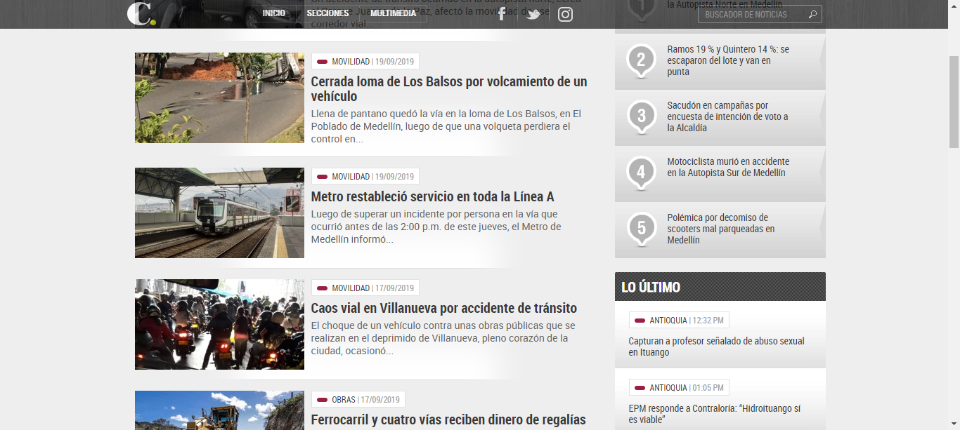 C.
INICIO SECCIONES MULTIMEDIA
BUSCADOR DE NOTICIAS
corredor vial
MOVILIDAD | 19/09/2019
Cerrada loma de Los Balsos por volcamiento de un
vehículo
Llena de pantano quedó la vía en la loma de Los Balsos, en El
Poblado de Medellín, luego de que una volqueta perdiera el
control en...
MOVILIDAD | 19/09/2019
Metro restableció servicio en toda la Línea A
Luego de superar un incidente por persona en la vía que
ocurrió antes de las 2:00 p.m. de este jueves, el Metro de
Medellín informó...
MOVILIDAD | 17/09/2019
Caos vial en Villanueva por accidente de tránsito
El choque de un vehículo contra unas obras públicas que se
realizan en el deprimido de Villanueva, pleno corazón de la
ciudad, ocasionó...
OBRAS | 17/09/2019
Ferrocarril y cuatro vías reciben dinero de regalías
1
la Autopista Norte en Medellín
2
Ramos 19 % y Quintero 14 %: se
escaparon del lote y van en
punta
3
Sacudón en campañas por
encuesta de intención de voto a
la Alcaldía
4
Motociclista murió en accidente
en la Autopista Sur de Medellín
5
Polémica por decomiso de
scooters mal parqueadas en
Medellín
LO ÚLTIMO
ANTIOQUIA | 12:32 PM
Capturan a profesor señalado de abuso sexual
en Ituango
ANTIOQUIA | 01:05 PM
EPM responde a Contraloría: “Hidroituango sí
es viable”